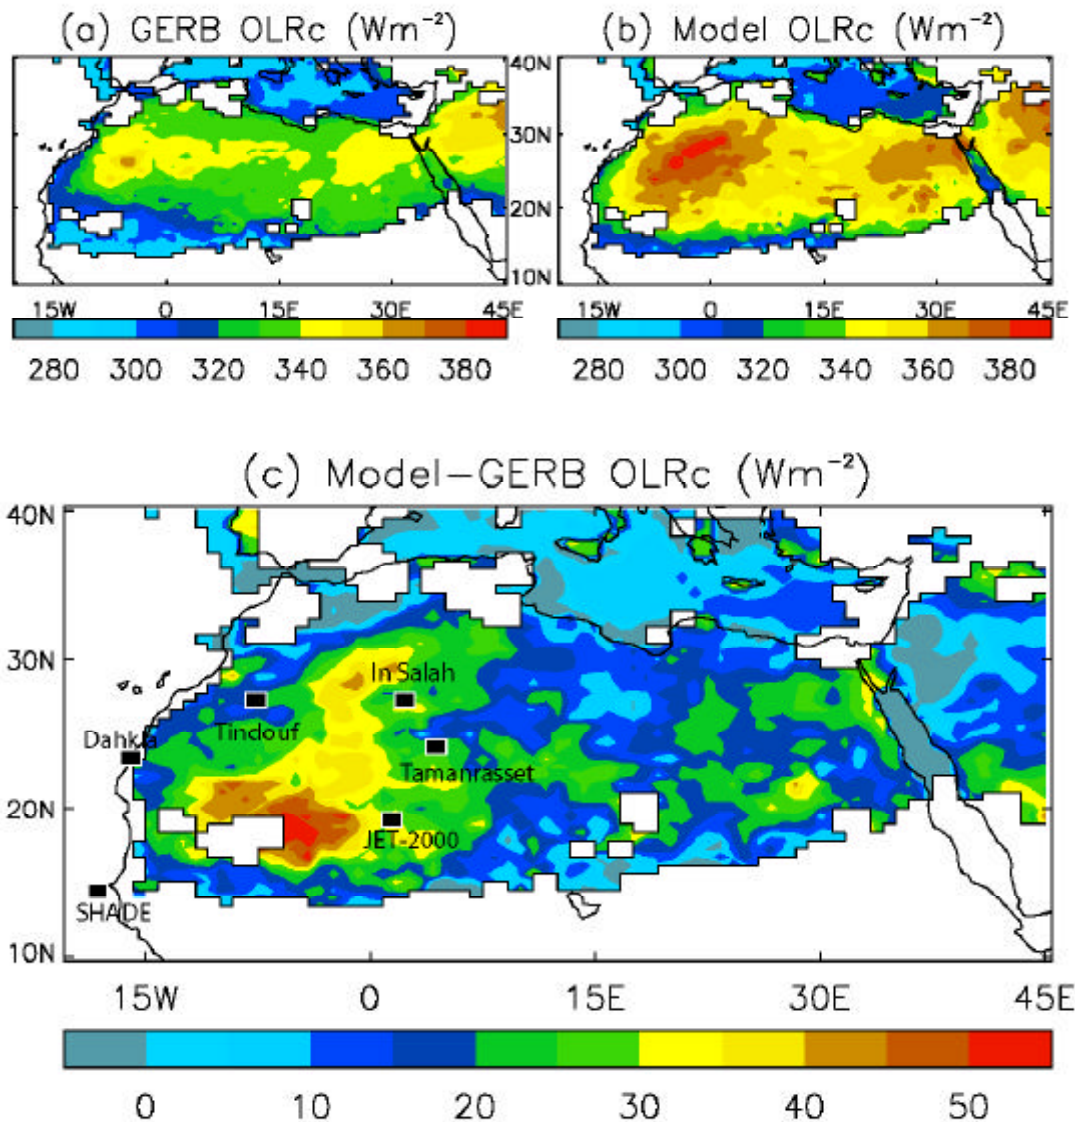 (a) GERB OLRc (Wm⁻²)
(b) Model OLRc (Wm⁻²)
40N
30N
20N
10N
15W 0 15E 30E 45E
15W 0 15E 30E 45E
280 300 320 340 360 380
280 300 320 340 360 380
(c) Model−GERB OLRc (Wm⁻²)
40N
30N
In Salah
Tindouf
Dahkla
Tamanrasset
20N
JET-2000
SHADE
10N
15W 0 15E 30E 45E
0 10 20 30 40 50